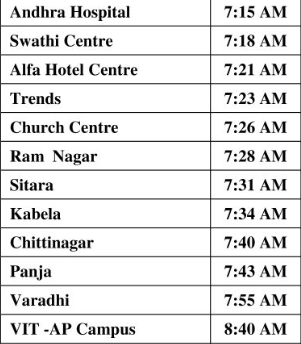 Andhra Hospital 7:15 AM
Swathi Centre 7:18 AM
Alfa Hotel Centre 7:21 AM
Trends 7:23 AM
Church Centre 7:26 AM
Ram Nagar 7:28 AM
Sitara 7:31 AM
Kabela 7:34 AM
Chittinagar 7:40 AM
Panja 7:43 AM
Varadhi 7:55 AM
VIT -AP Campus 8:40 AM